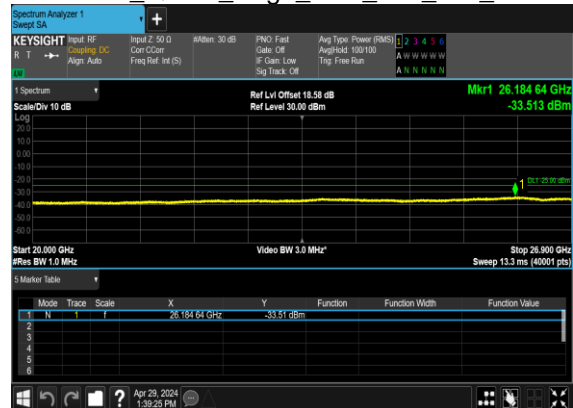 Spectrum Analyzer 1
Swept SA
+
KEYSIGHT
R T
LW
Input: RF
Coupling: DC
Align: Auto
Input Z: 50 Ω
Corr CCorr
Freq Ref: Int (S)
#Atten: 30 dB
PNO: Fast
Gate: Off
IF Gain: Low
Sig Track: Off
Avg Type: Power (RMS)
Avg|Hold: 100/100
Trig: Free Run
1 2 3 4 5 6
A W W W W W
A N N N N N
1 Spectrum
Scale/Div 10 dB
Log
Ref Lvl Offset 18.58 dB
Ref Level 30.00 dBm
Mkr1 26.184 64 GHz
-33.513 dBm
20.0
10.0
0.00
-10.0
-20.0
-30.0
-40.0
-50.0
-60.0
1
DL1 -25.00 dBm
Start 20.000 GHz
#Res BW 1.0 MHz
Video BW 3.0 MHz*
Stop 26.900 GHz
Sweep 13.3 ms (40001 pts)
5 Marker Table
Mode Trace Scale X Y Function Function Width Function Value
1 N 1 f 26.184 64 GHz -33.51 dBm
2
3
4
5
6
?
Apr 29, 2024
1:39:25 PM